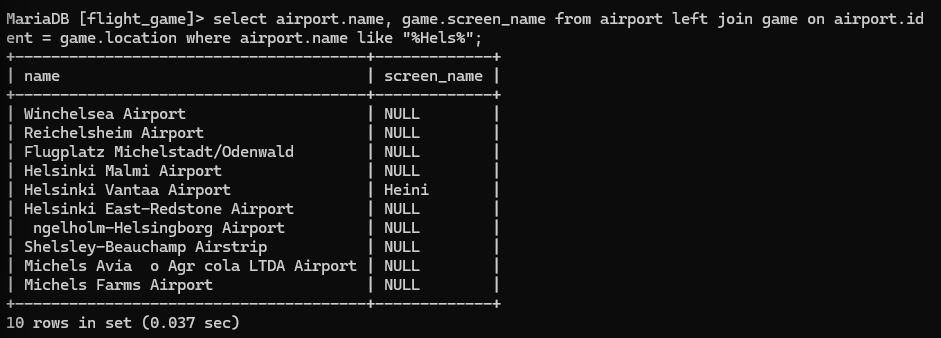 MariaDB [flight_game]> select airport.name, game.screen_name from airport left join game on airport.id
ent = game.location where airport.name like "%Hels%";
+---------------------------------------+-------------+
| name                                  | screen_name |
+---------------------------------------+-------------+
| Winchelsea Airport                    | NULL        |
| Reichelsheim Airport                  | NULL        |
| Flugplatz Michelstadt/Odenwald        | NULL        |
| Helsinki Malmi Airport                | NULL        |
| Helsinki Vantaa Airport               | Heini       |
| Helsinki East-Redstone Airport        | NULL        |
|  ngelholm-Helsingborg Airport         | NULL        |
| Shelsley-Beauchamp Airstrip           | NULL        |
| Michels Avia  o Agr cola LTDA Airport | NULL        |
| Michels Farms Airport                 | NULL        |
+---------------------------------------+-------------+
10 rows in set (0.037 sec)